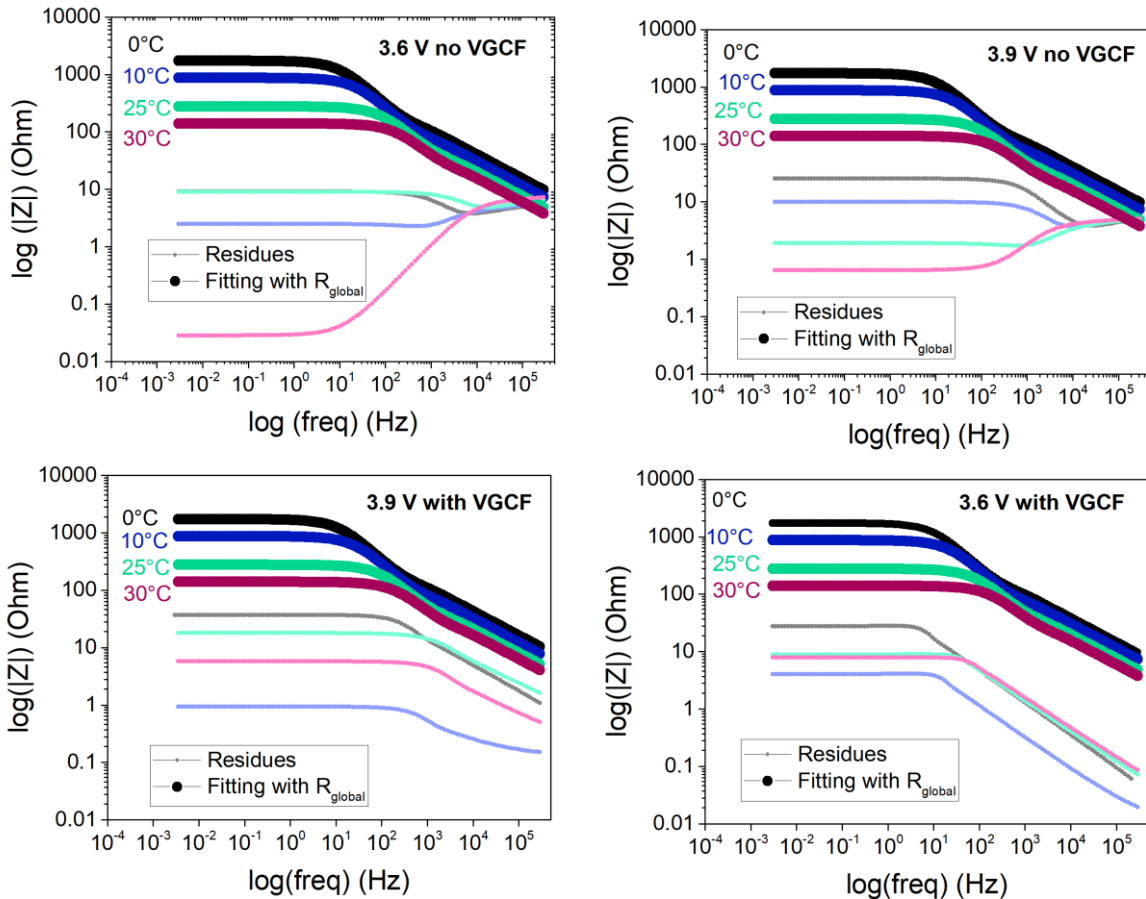 3.6 V no VGCF
0°C
10°C
25°C
30°C
log (|Z|) (Ohm)
10000
1000
100
10
1
0.1
0.01
Residues
Fitting with R_global
10^-4 10^-3 10^-2 10^-1 10^0 10^1 10^2 10^3 10^4 10^5
log (freq) (Hz)
3.9 V no VGCF
0°C
10°C
25°C
30°C
log(|Z|) (Ohm)
10000
1000
100
10
1
0.1
0.01
Residues
Fitting with R_global
10^-4 10^-3 10^-2 10^-1 10^0 10^1 10^2 10^3 10^4 10^5
log(freq) (Hz)
3.9 V with VGCF
0°C
10°C
25°C
30°C
log(|Z|) (Ohm)
10000
1000
100
10
1
0.1
0.01
Residues
Fitting with R_global
10^-4 10^-3 10^-2 10^-1 10^0 10^1 10^2 10^3 10^4 10^5
log(freq) (Hz)
3.6 V with VGCF
0°C
10°C
25°C
30°C
log(|Z|) (Ohm)
10000
1000
100
10
1
0.1
0.01
Residues
Fitting with R_global
10^-4 10^-3 10^-2 10^-1 10^0 10^1 10^2 10^3 10^4 10^5
log(freq) (Hz)